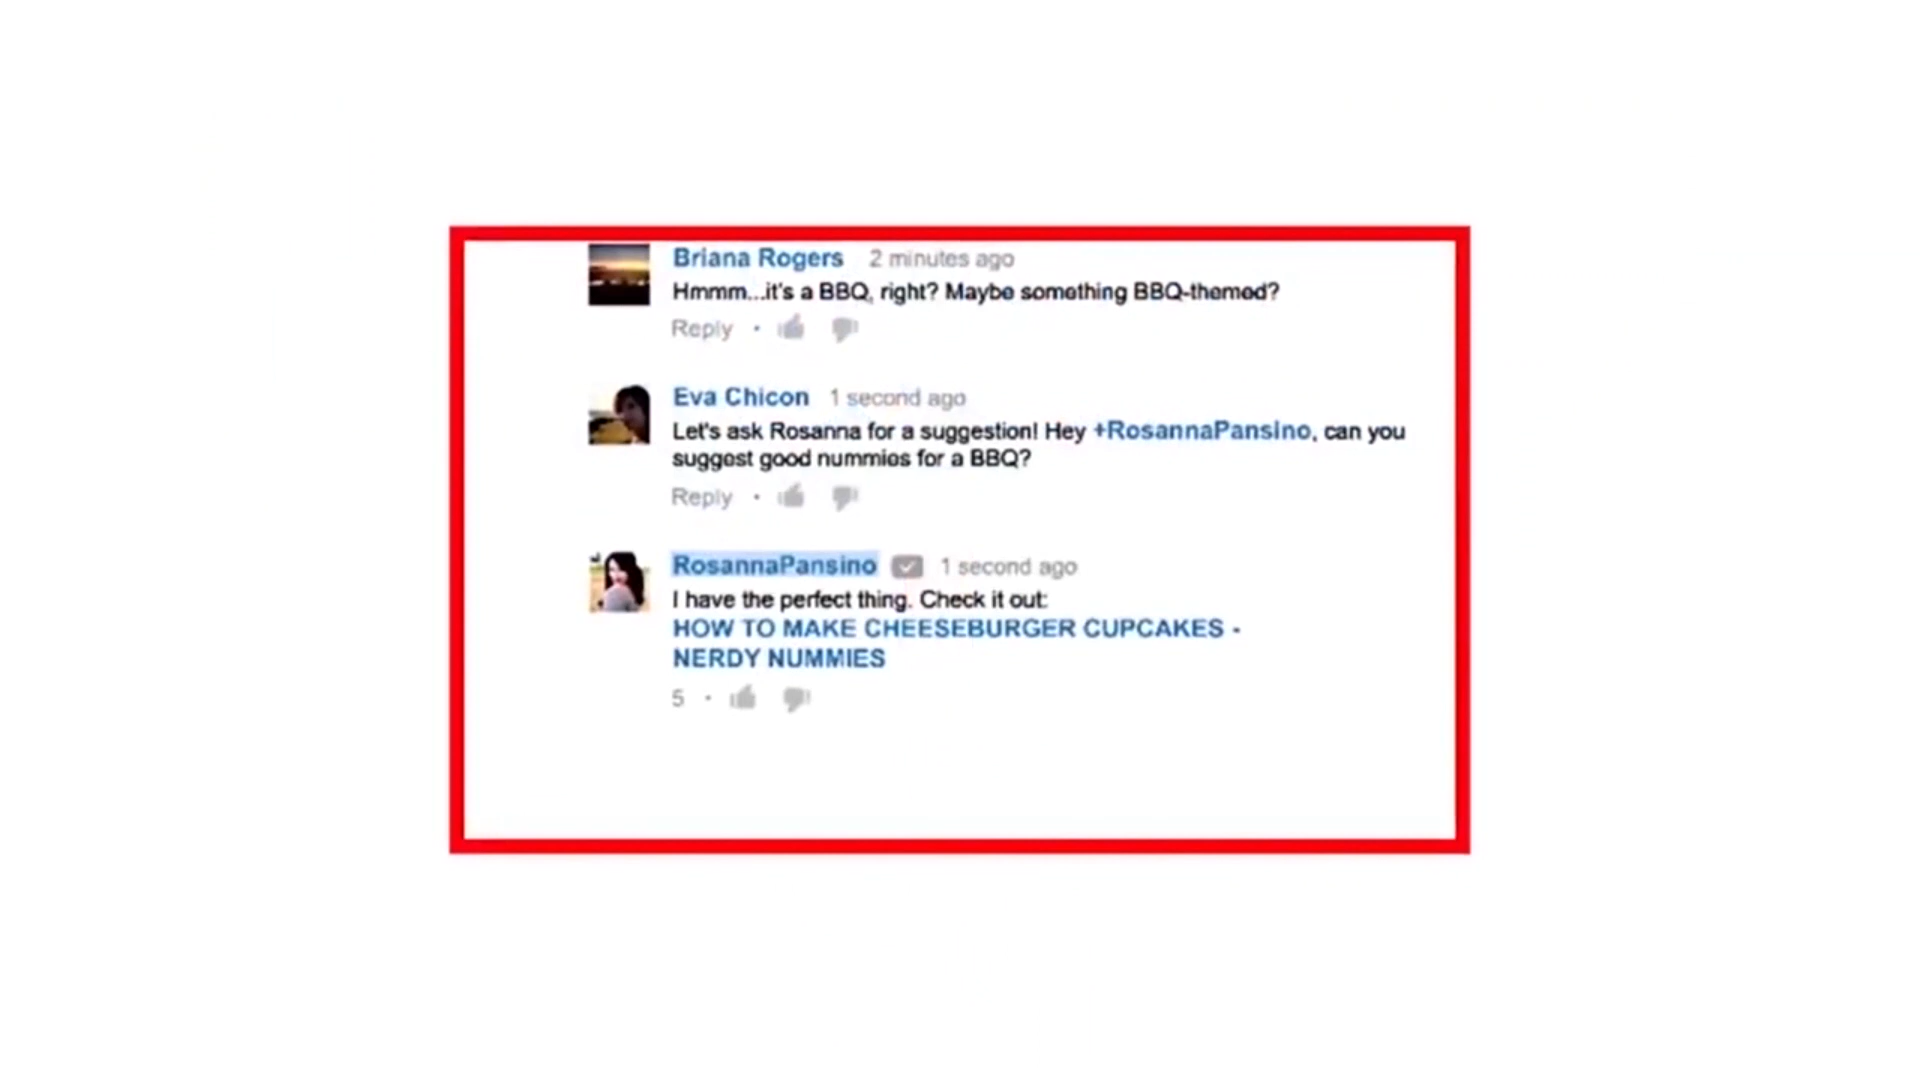 Briana Rogers 2 minutes ago
Hmmm...it's a BBQ, right? Maybe something BBQ-themed?
Reply •
Eva Chicon 1 second ago
Let's ask Rosanna for a suggestion! Hey +RosannaPansino, can you
suggest good nummies for a BBQ?
Reply •
RosannaPansino 1 second ago
I have the perfect thing. Check it out:
HOW TO MAKE CHEESEBURGER CUPCAKES -
NERDY NUMMIES
5 •